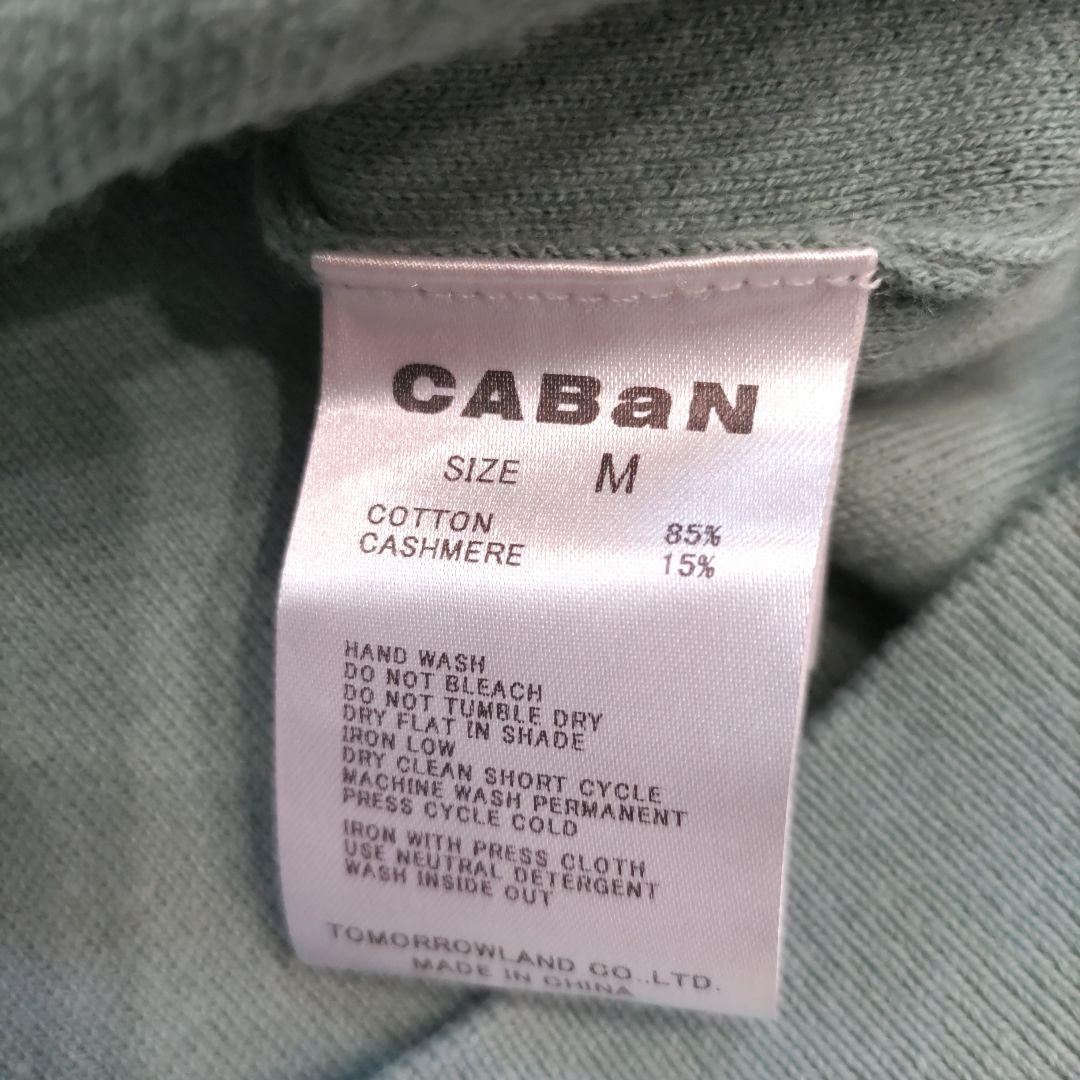 CABaN
SIZE M
COTTON 85%
CASHMERE 15%
HAND WASH
DO NOT BLEACH
DO NOT TUMBLE DRY
DRY FLAT IN SHADE
IRON LOW
DRY CLEAN SHORT CYCLE
MACHINE WASH PERMANENT
PRESS CYCLE COLD
IRON WITH PRESS CLOTH
USE NEUTRAL DETERGENT
WASH INSIDE OUT
TOMORROWLAND CO.,LTD.
MADE IN CHINA